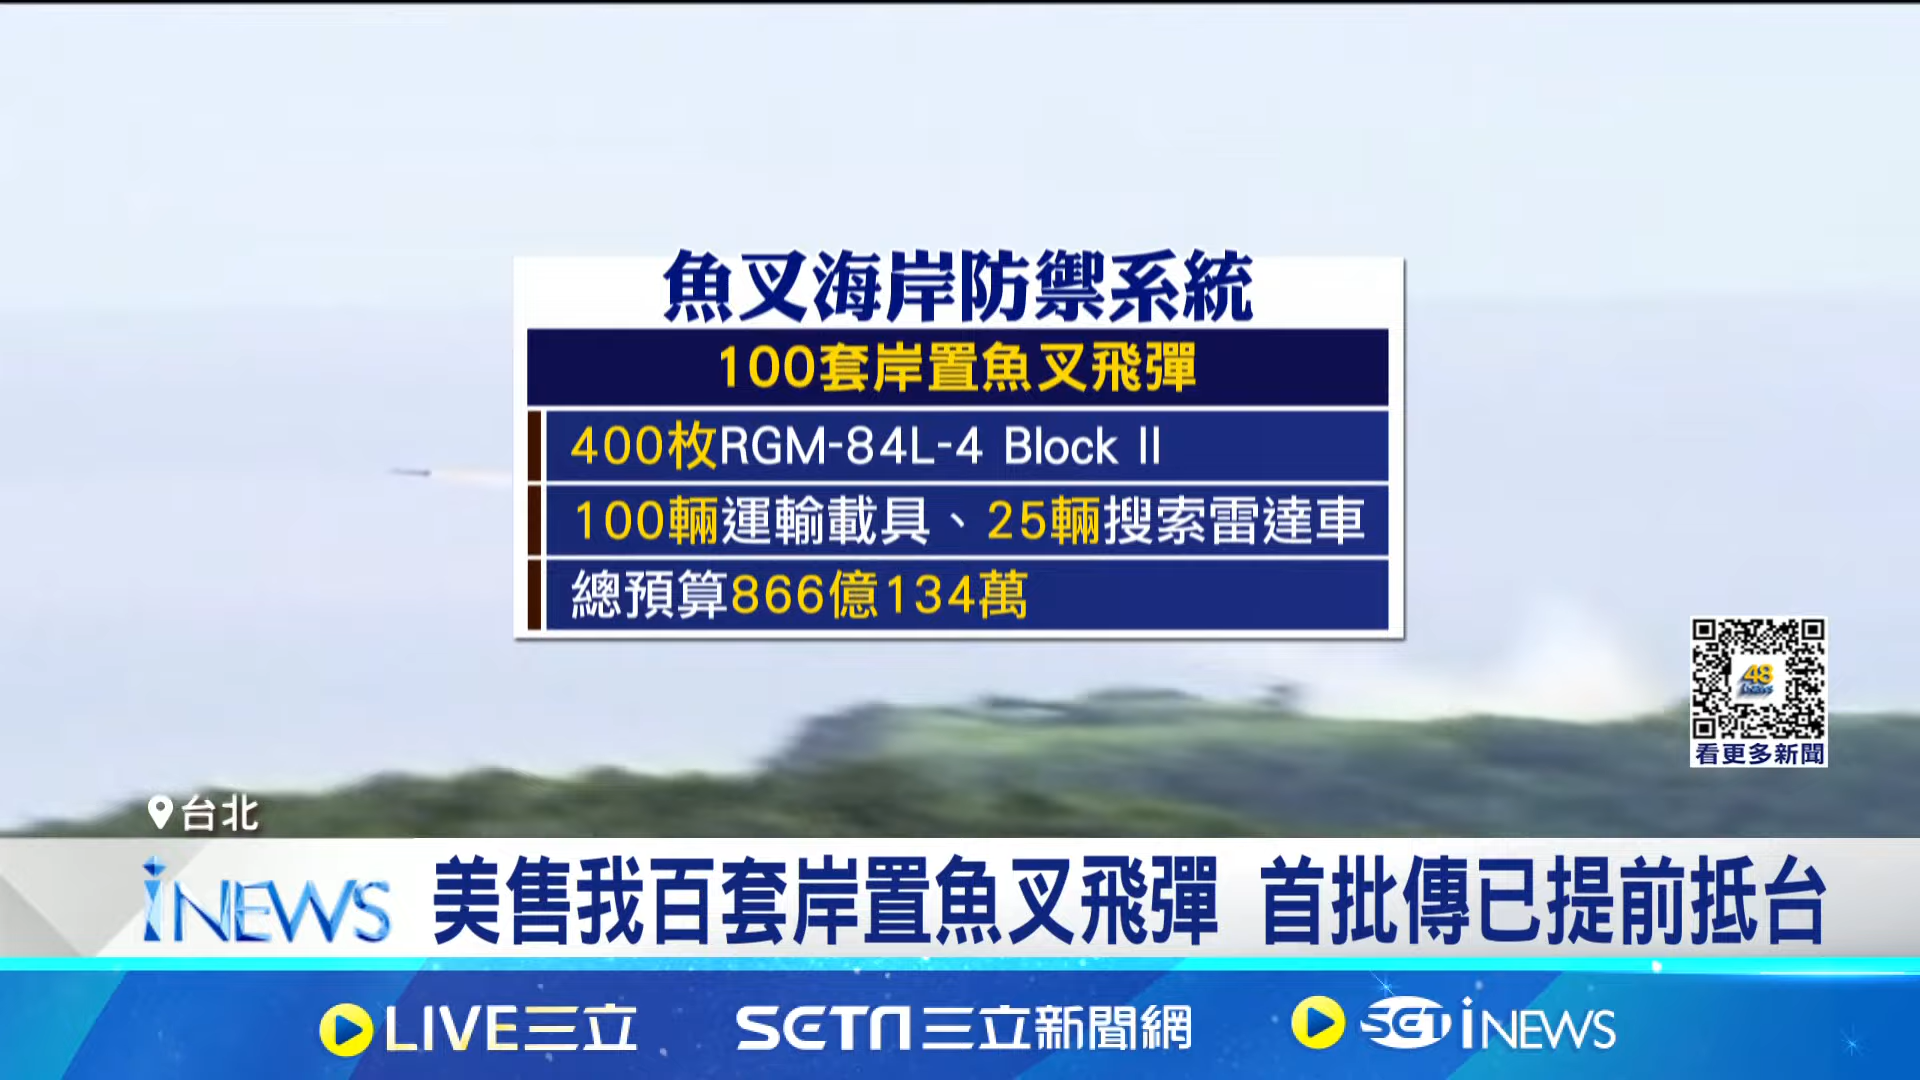 魚叉海岸防禦系統
100套岸置魚叉飛彈
400枚RGM-84L-4 Block II
100輛運輸載具、25輛搜索雷達車
總預算866億134萬
48
iNEWS
看更多新聞
台北
iNEWS
美售我百套岸置魚叉飛彈 首批傳已提前抵台
LIVE三立
SETN三立新聞網
SET iNEWS